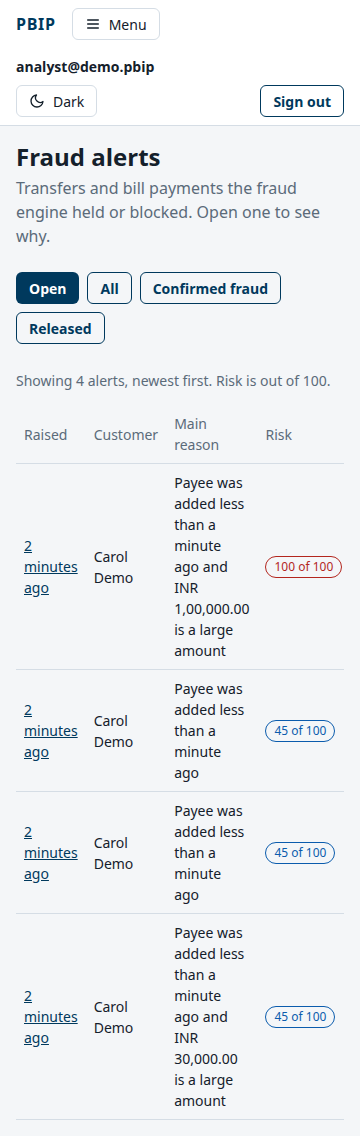 PBIP
Menu
analyst@demo.pbip
Dark
Sign out
Fraud alerts
Transfers and bill payments the fraud
engine held or blocked. Open one to see
why.
Open
All
Confirmed fraud
Released
Showing 4 alerts, newest first. Risk is out of 100.
Raised
Customer
Main
reason
Risk
2
minutes
ago
Carol
Demo
Payee was
added less
than a
minute
ago and
INR
1,00,000.00
is a large
amount
100 of 100
2
minutes
ago
Carol
Demo
Payee was
added less
than a
minute
ago
45 of 100
2
minutes
ago
Carol
Demo
Payee was
added less
than a
minute
ago
45 of 100
2
minutes
ago
Carol
Demo
Payee was
added less
than a
minute
ago and
INR
30,000.00
is a large
amount
45 of 100